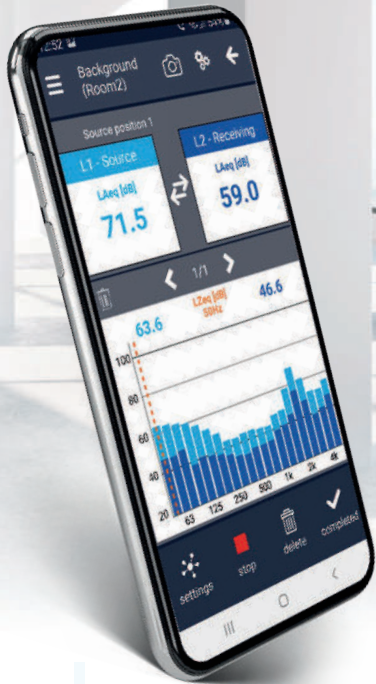 12:52
54%
Background
(Room2)
Source position 1
L1 - Source
LAeq [dB]
71.5
L2 - Receiving
LAeq [dB]
59.0
1/1
63.6
LZeq [dB]
50Hz
46.6
100
80
60
40
20
63 125 250 500 1k 2k 4k
settings
stop
delete
completed